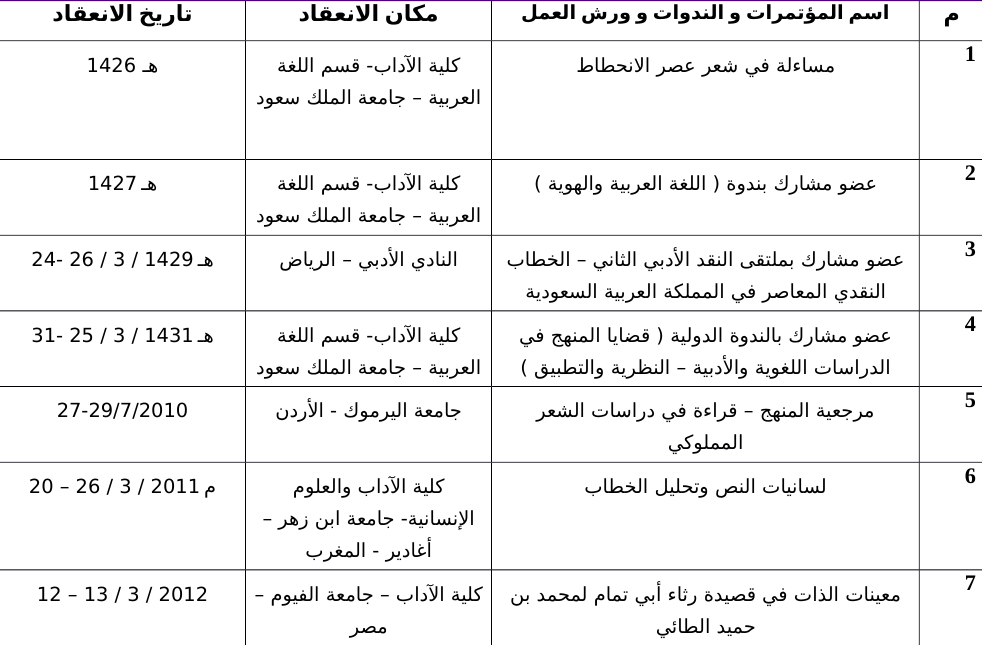 م
اسم المؤتمرات و الندوات و ورش العمل
مكان الانعقاد
تاريخ الانعقاد
1
مساءلة في شعر عصر الانحطاط
كلية الآداب- قسم اللغة
العربية – جامعة الملك سعود
1426 هـ
2
عضو مشارك بندوة ( اللغة العربية والهوية )
كلية الآداب- قسم اللغة
العربية – جامعة الملك سعود
1427 هـ
3
عضو مشارك بملتقى النقد الأدبي الثاني – الخطاب
النقدي المعاصر في المملكة العربية السعودية
النادي الأدبي – الرياض
24- 26 / 3 / 1429 هـ
4
عضو مشارك بالندوة الدولية ( قضايا المنهج في
الدراسات اللغوية والأدبية – النظرية والتطبيق )
كلية الآداب- قسم اللغة
العربية – جامعة الملك سعود
31- 25 / 3 / 1431 هـ
5
مرجعية المنهج – قراءة في دراسات الشعر
المملوكي
جامعة اليرموك - الأردن
27-29/7/2010
6
لسانيات النص وتحليل الخطاب
كلية الآداب والعلوم
الإنسانية- جامعة ابن زهر –
أغادير - المغرب
20 – 26 / 3 / 2011 م
7
معينات الذات في قصيدة رثاء أبي تمام لمحمد بن
حميد الطائي
كلية الآداب – جامعة الفيوم –
مصر
12 – 13 / 3 / 2012